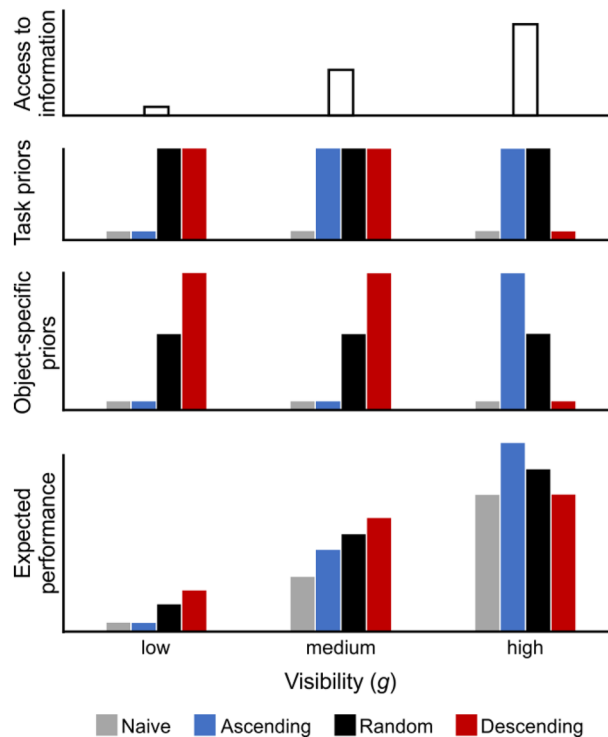 Access to
information
Task priors
Object-specific
priors
Expected
performance
low medium high
Visibility (g)
Naive Ascending Random Descending